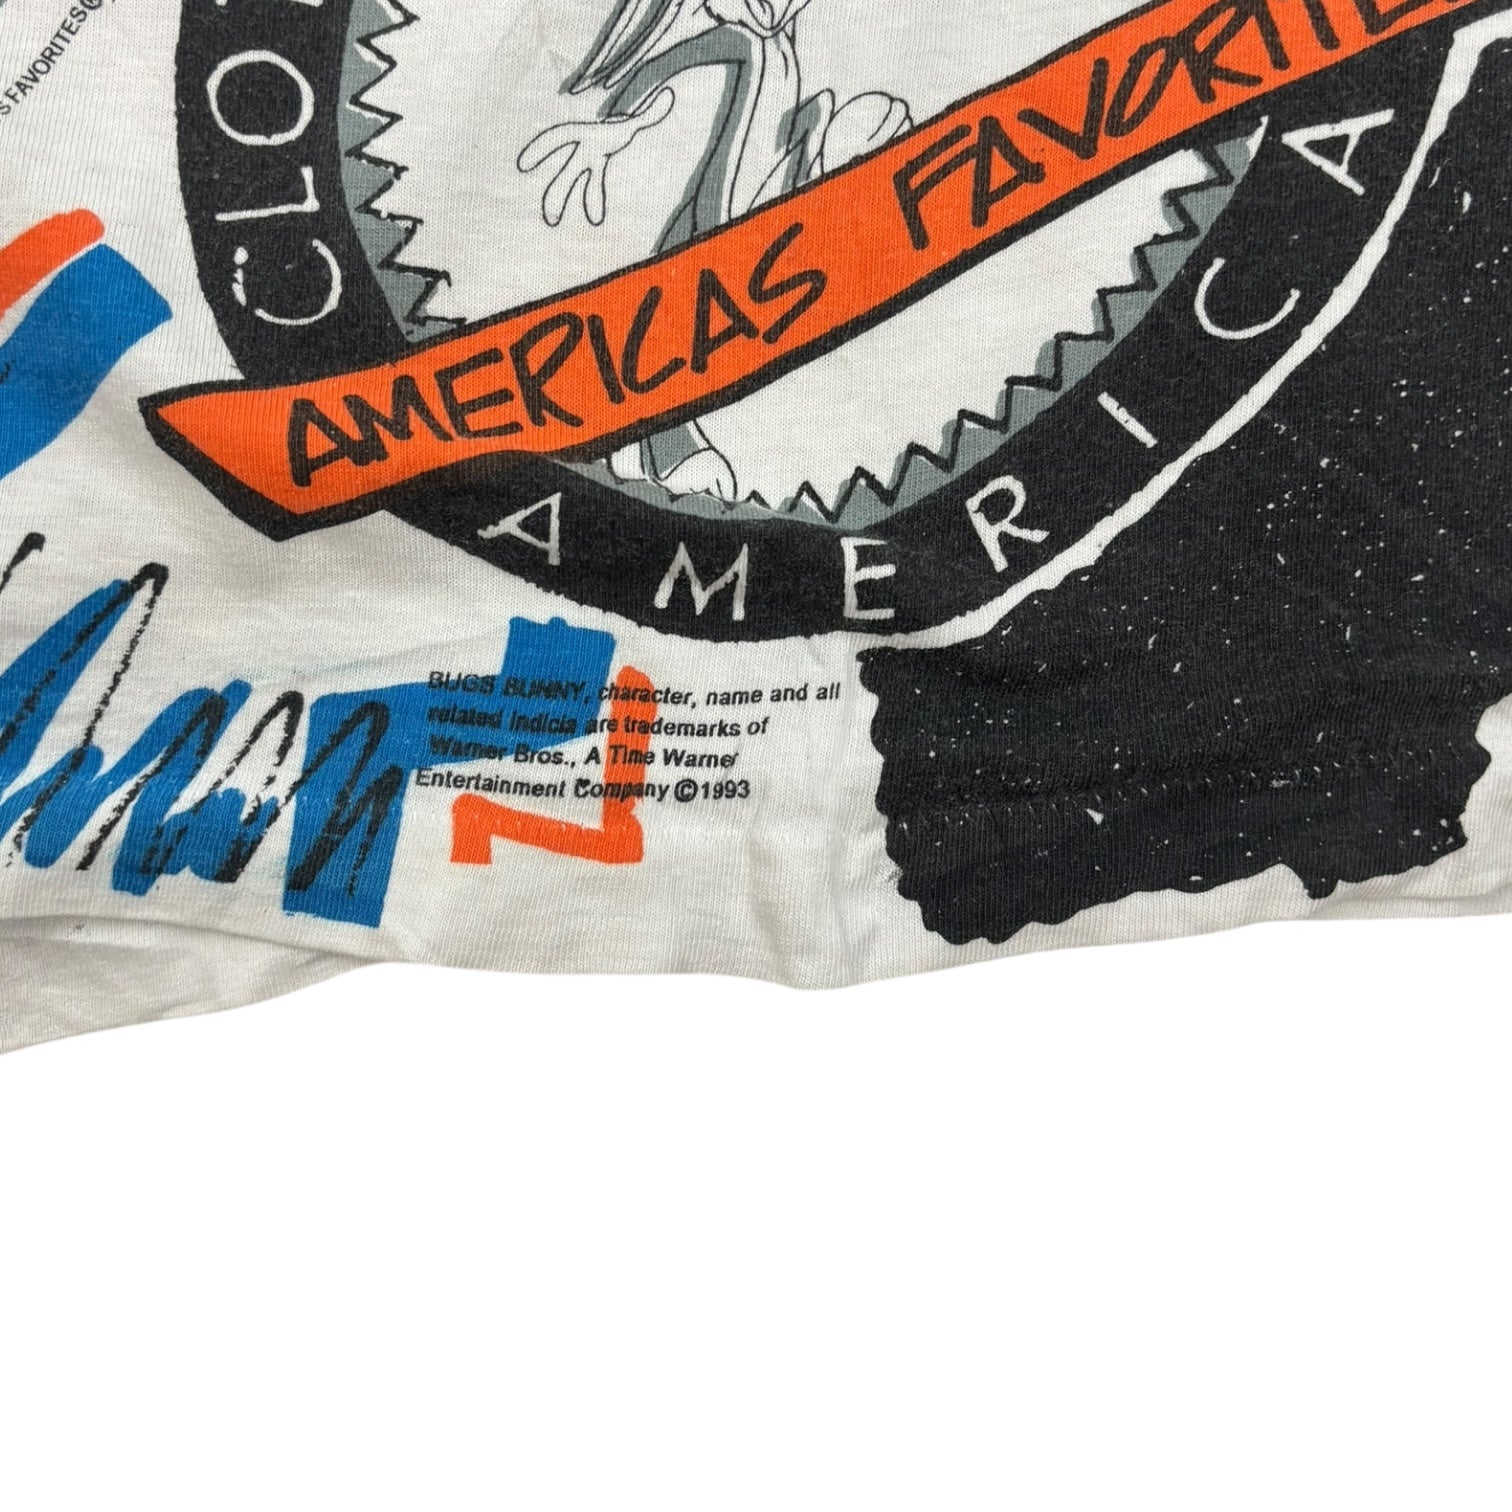 S FAVORITES®
CLO
AMERICAS FAVORITE
AMERICA
BUGS BUNNY, character, name and all
related indicia are trademarks of
Warner Bros., A Time Warner
Entertainment Company ©1993